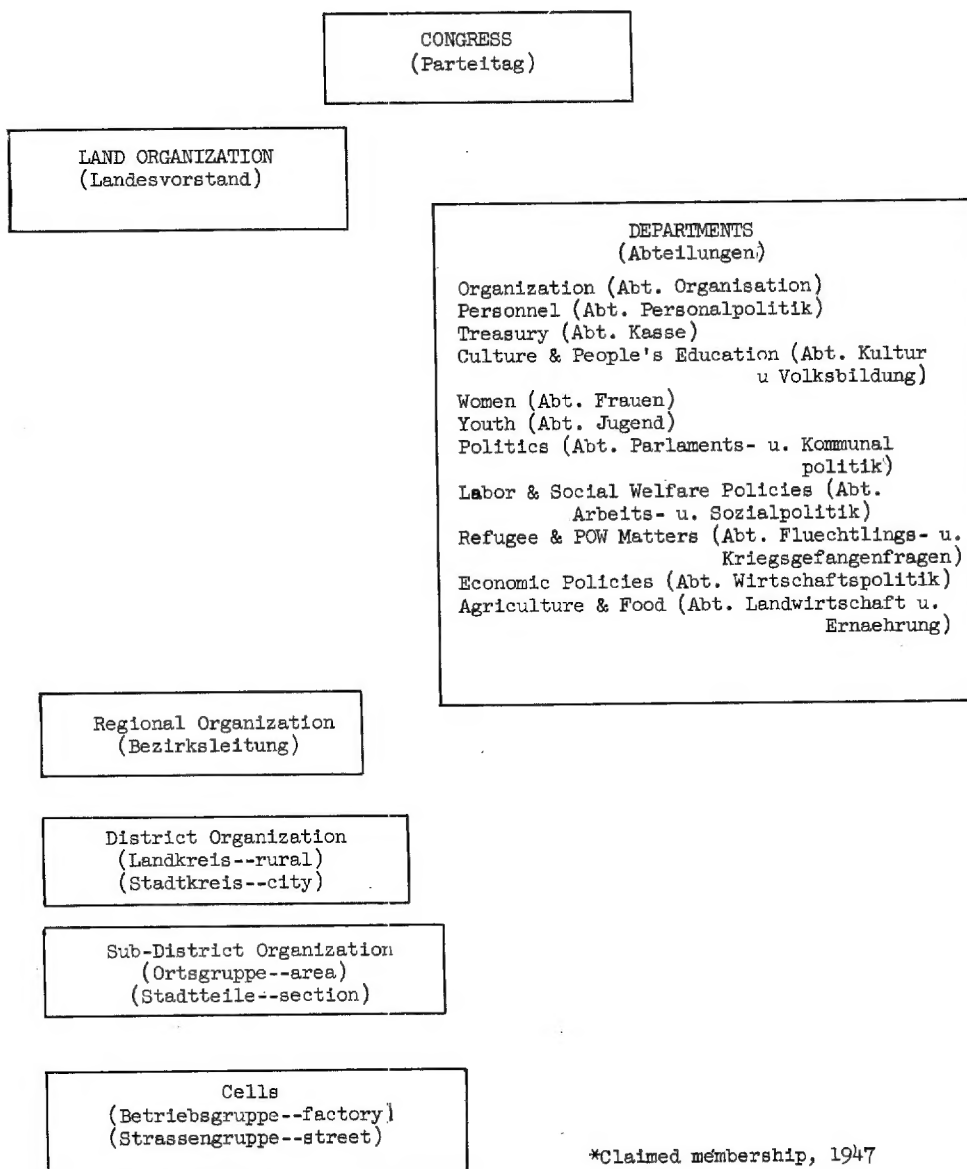 CONGRESS
(Parteitag)
LAND ORGANIZATION
(Landesvorstand)
DEPARTMENTS
(Abteilungen)
Organization (Abt. Organisation)
Personnel (Abt. Personalpolitik)
Treasury (Abt. Kasse)
Culture & People's Education (Abt. Kultur
u Volksbildung)
Women (Abt. Frauen)
Youth (Abt. Jugend)
Politics (Abt. Parlaments- u. Kommunal
politik)
Labor & Social Welfare Policies (Abt.
Arbeits- u. Sozialpolitik)
Refugee & POW Matters (Abt. Fluechtlings- u.
Kriegsgefangenfragen)
Economic Policies (Abt. Wirtschaftspolitik)
Agriculture & Food (Abt. Landwirtschaft u.
Ernaehrung)
Regional Organization
(Bezirksleitung)
District Organization
(Landkreis--rural)
(Stadtkreis--city)
Sub-District Organization
(Ortsgruppe--area)
(Stadtteile--section)
Cells
(Betriebsgruppe--factory)
(Strassengruppe--street)
*Claimed membership, 1947